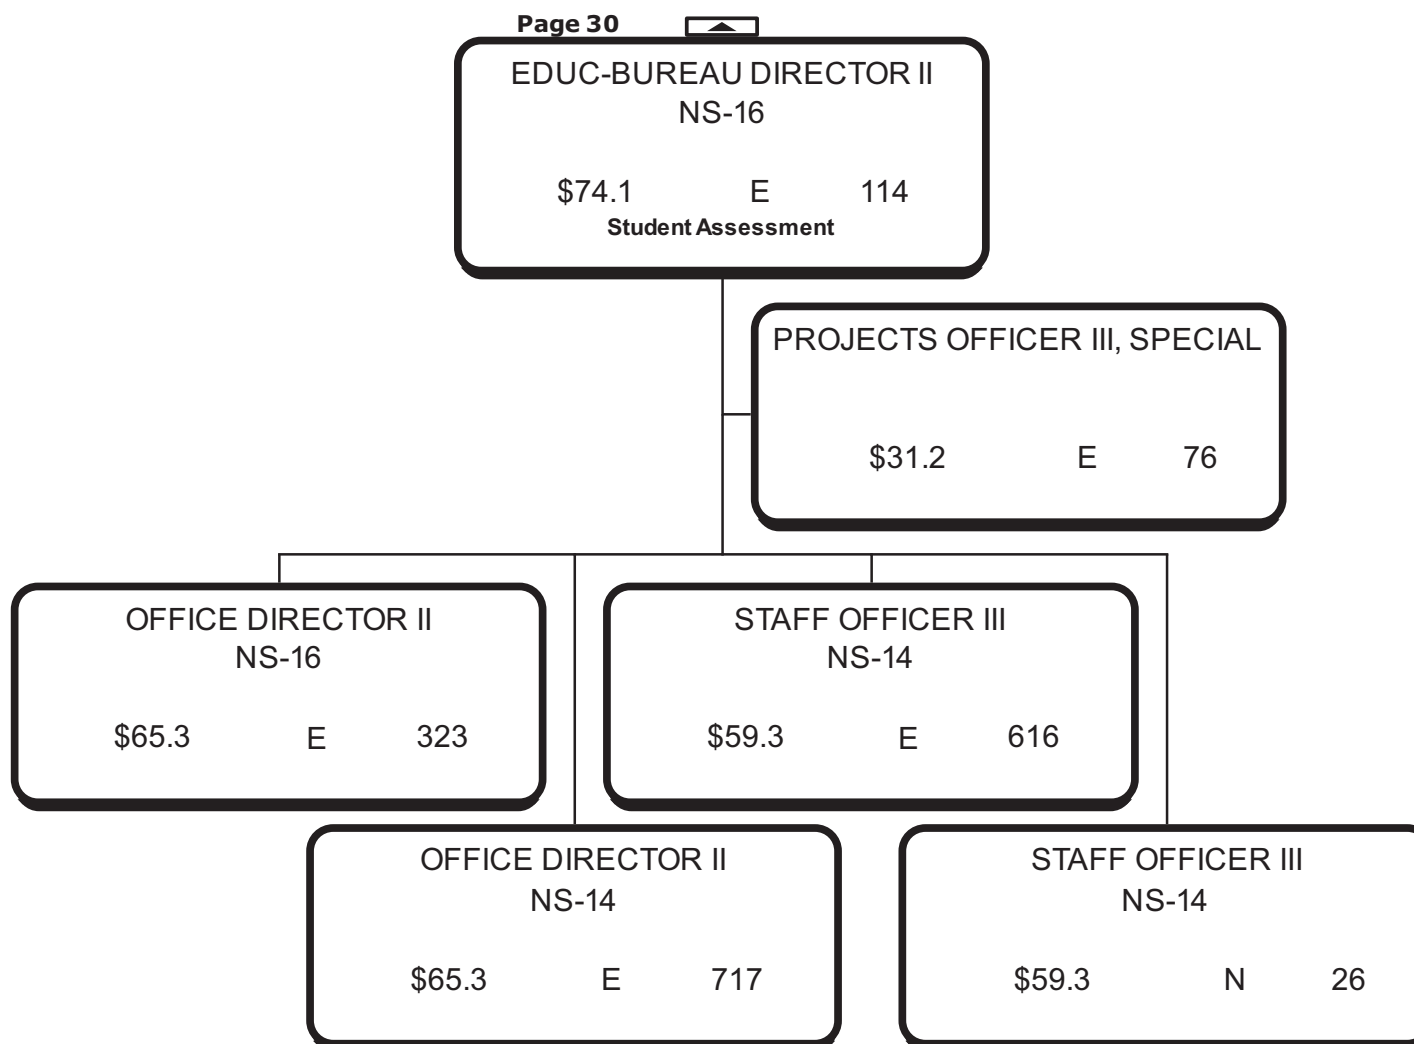 Page 30
EDUC-BUREAU DIRECTOR II
NS-16
$74.1 E 114
Student Assessment
PROJECTS OFFICER III, SPECIAL
$31.2 E 76
OFFICE DIRECTOR II
NS-16
$65.3 E 323
STAFF OFFICER III
NS-14
$59.3 E 616
OFFICE DIRECTOR II
NS-14
$65.3 E 717
STAFF OFFICER III
NS-14
$59.3 N 26